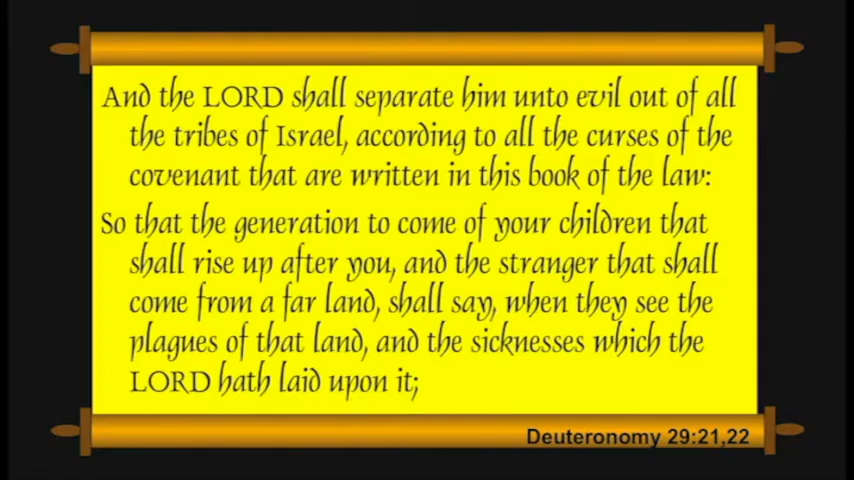 And the LORD shall separate him unto evil out of all
the tribes of Israel, according to all the curses of the
covenant that are written in this book of the law:
So that the generation to come of your children that
shall rise up after you, and the stranger that shall
come from a far land, shall say, when they see the
plagues of that land, and the sicknesses which the
LORD hath laid upon it;
Deuteronomy 29:21,22